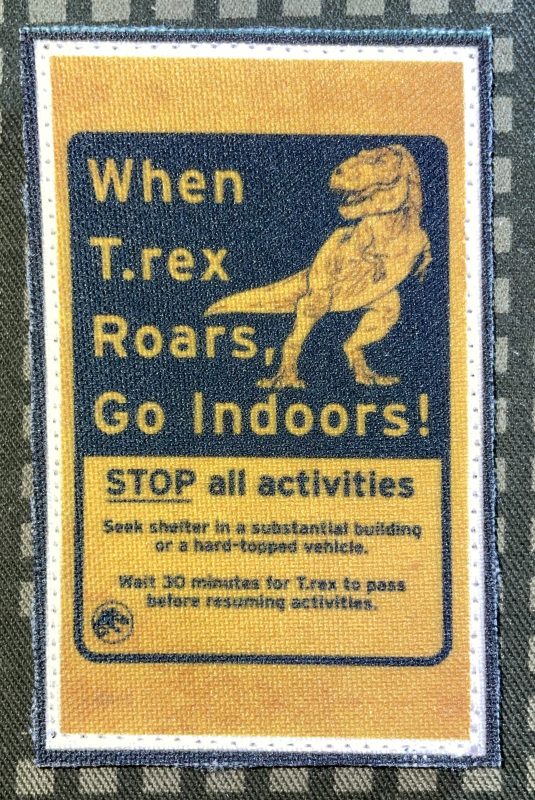 When
T.rex
Roars,
Go Indoors!
STOP all activities
Seek shelter in a substantial building
or a hard-topped vehicle.
Wait 30 minutes for T.rex to pass
before resuming activities.